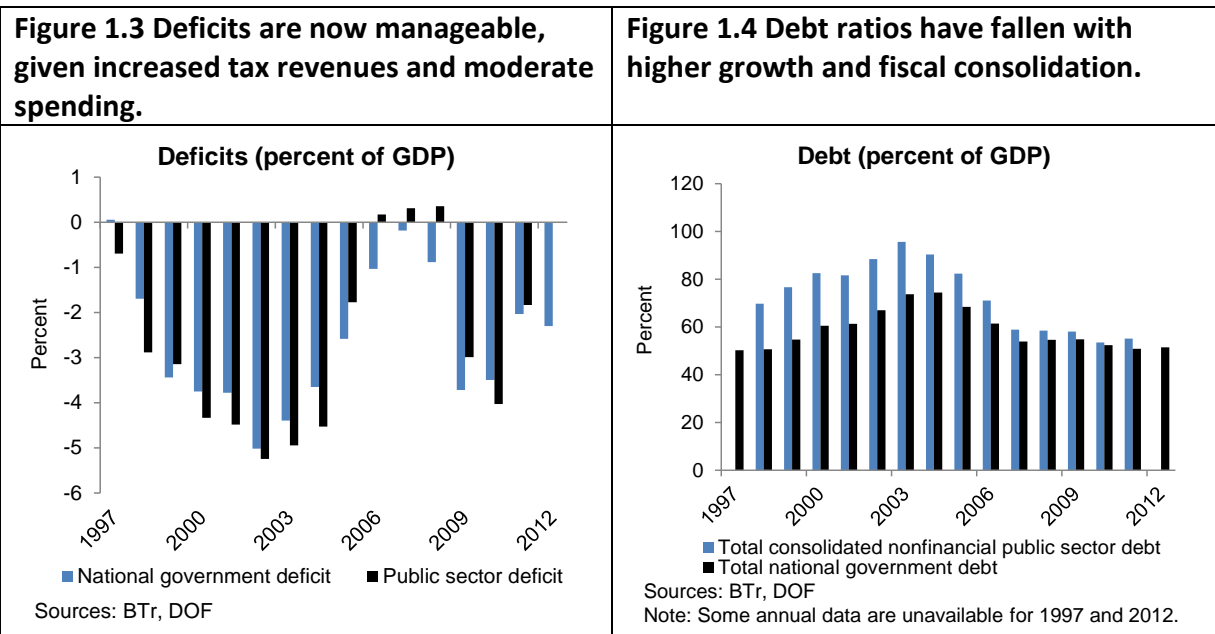 Figure 1.3 Deficits are now manageable,
given increased tax revenues and moderate
spending.
Figure 1.4 Debt ratios have fallen with
higher growth and fiscal consolidation.
Deficits (percent of GDP)
1
0
-1
-2
-3
-4
-5
-6
Percent
1997
2000
2003
2006
2009
2012
National government deficit
Public sector deficit
Sources: BTr, DOF
Debt (percent of GDP)
120
100
80
60
40
20
0
Percent
1997
2000
2003
2006
2009
2012
Total consolidated nonfinancial public sector debt
Total national government debt
Sources: BTr, DOF
Note: Some annual data are unavailable for 1997 and 2012.